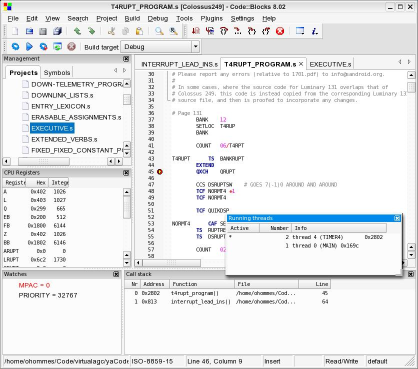 T4RUPT_PROGRAM.s [Colossus249] - Code::Blocks 8.02
File Edit View Search Project Build Debug Tools Plugins Settings Help
Build target: Debug
Management
Projects Symbols
DOWN-TELEMETRY_PROGRAM
DOWNLINK_LISTS.s
ENTRY_LEXICON.s
ERASABLE_ASSIGNMENTS.s
EXECUTIVE.s
EXTENDED_VERBS.s
FIXED_FIXED_CONSTANT_PO
INTERRUPT_LEAD_INS.s T4RUPT_PROGRAM.s EXECUTIVE.s
30 # Please report any errors (relative to 1701.pdf) to info@sandroid.org.
31 #
32 # In some cases, where the source code for Luminary 131 overlaps that of
33 # Colossus 249, this code is instead copied from the corresponding Luminary 13
34 # source file, and then is proofed to incorporate any changes.
35
36 # Page 131
37 BANK 12
38 SETLOC T4RUP
39 BANK
40
41 COUNT 06/T4RPT
42
43 T4RUPT TS BANKRUPT
44 EXTEND
45 QXCH QRUPT
46
47 CCS DSRUPTSW # GOES 7(-1)0 AROUND AND AROUND
48 TCF NORMT4 +1
49 TCF NORMT4
50
51 TCF QUIKDSP
52
53 NORMT4 CAF
54 TS RUPTRE
55 TS DSRUPT
56
57 COUNT 02
58
CPU Registers
Registe Hex Intege
A 0x402 1026
L 0x403 1027
Q 0x299 665
EB 0x200 512
FB 0x1800 6144
Z 0x402 1026
BB 0x1802 6146
ARUPT 0x0 0
LRUPT 0x6c2 1730
Running threads
Active Number Info
* 2 thread 4 (TIMER4) 0x2802
1 thread 0 (MAIN) 0x169c
Watches
MPAC = 0
PRIORITY = 32767
Call stack
Nr Address Function File Line
0 0x2802 t4rupt_program() /home/ohommes/Cod... 45
1 0x813 interrupt_lead_ins() /home/ohommes/Cod... 64
/home/ohommes/Code/virtualagc/yaCode ISO-8859-15 Line 46, Column 9 Insert Read/Write default